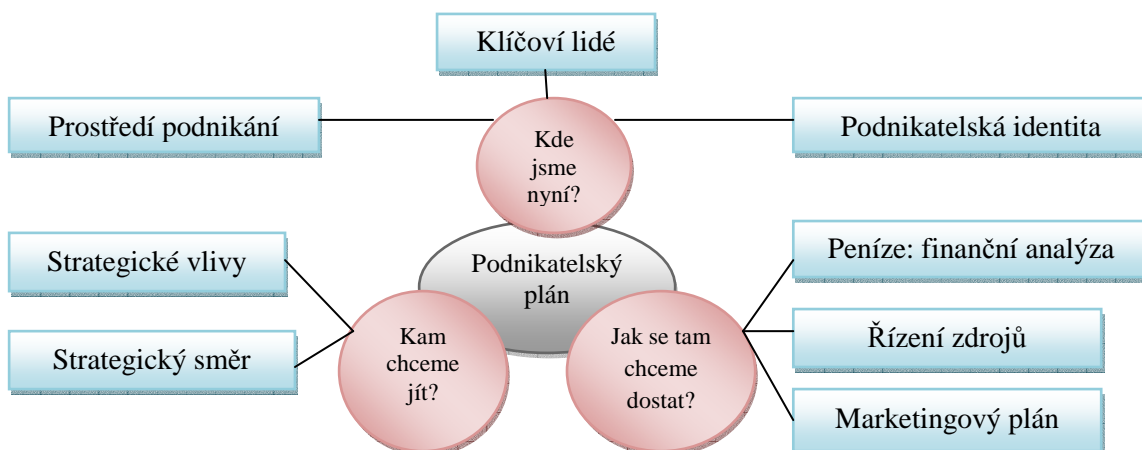 Klíčoví lidé
Prostředí podnikání
Kde
jsme
nyní?
Podnikatelská identita
Strategické vlivy
Podnikatelský
plán
Peníze: finanční analýza
Strategický směr
Kam
chceme
jít?
Jak se tam
chceme
dostat?
Řízení zdrojů
Marketingový plán